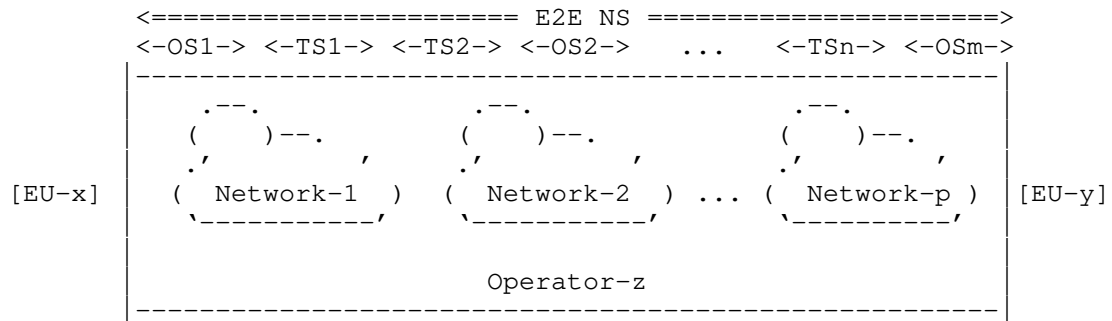 <====================== E2E NS ======================>
<-OS1-> <-TS1-> <-TS2-> <-OS2-> ... <-TSn-> <-OSm->
[EU-x] ( Network-1 ) ( Network-2 ) ... ( Network-p ) [EU-y]
Operator-z